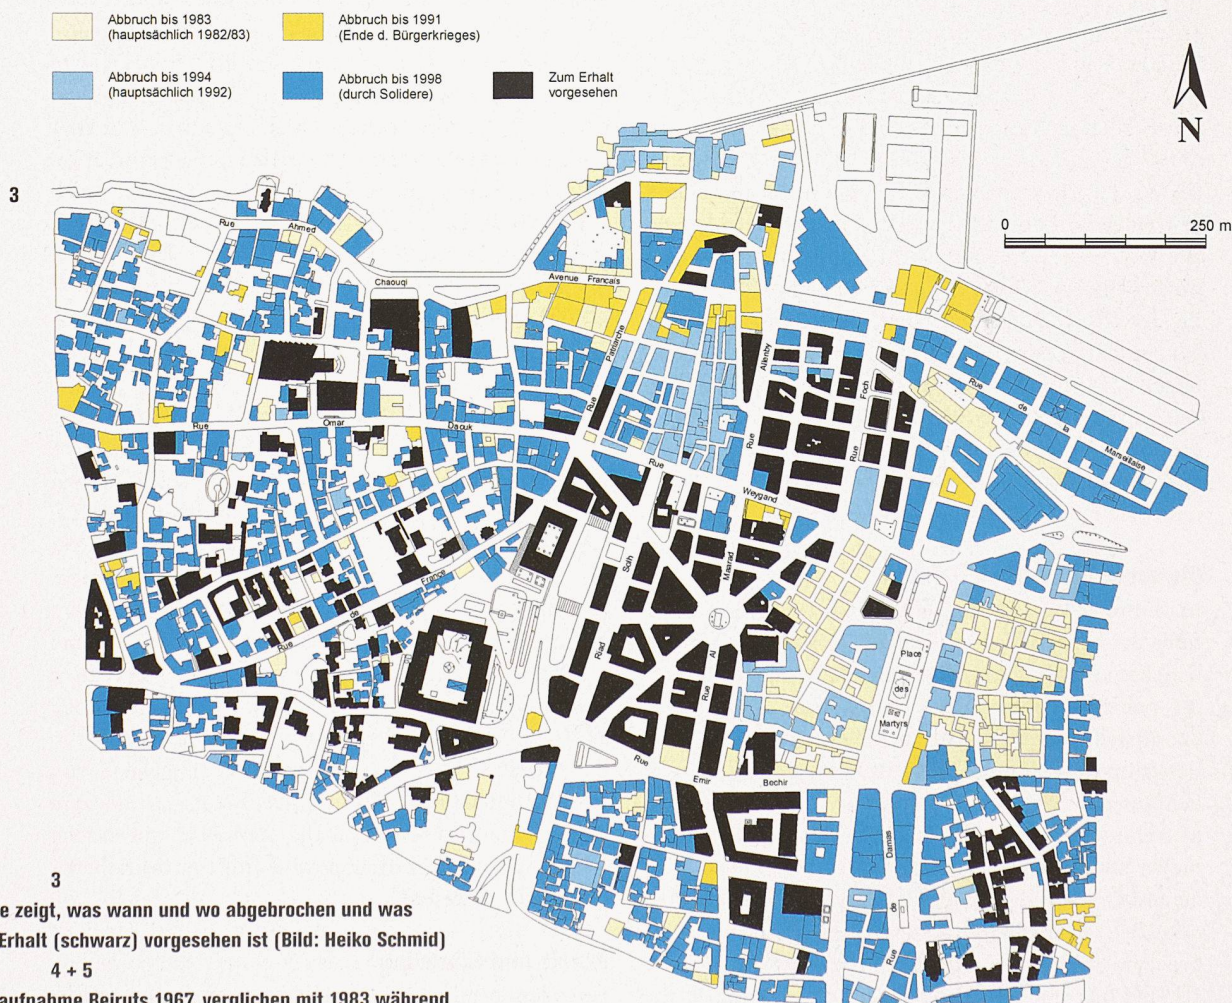 Abbruch bis 1983
(hauptsächlich 1982/83)
Abbruch bis 1991
(Ende d. Bürgerkrieges)
Abbruch bis 1994
(hauptsächlich 1992)
Abbruch bis 1998
(durch Solidere)
Zum Erhalt
vorgesehen
N
0 250 m
3
Rue Ahmed
Chaouqi
Avenue Francais
Rue Patriarche
Rue Allenby
Rue Foch
Rue de la Marseillaise
Rue Omar Daouk
Rue Weygand
Rue de France
Riad Solh
Rue Al Maarad
Place
des
Martyrs
Rue Emir Bechir
Rue de Damas
3
e zeigt, was wann und wo abgebrochen und was
Erhalt (schwarz) vorgesehen ist (Bild: Heiko Schmid)
4 + 5
aufnahme Beiruts 1967, verglichen mit 1983 während